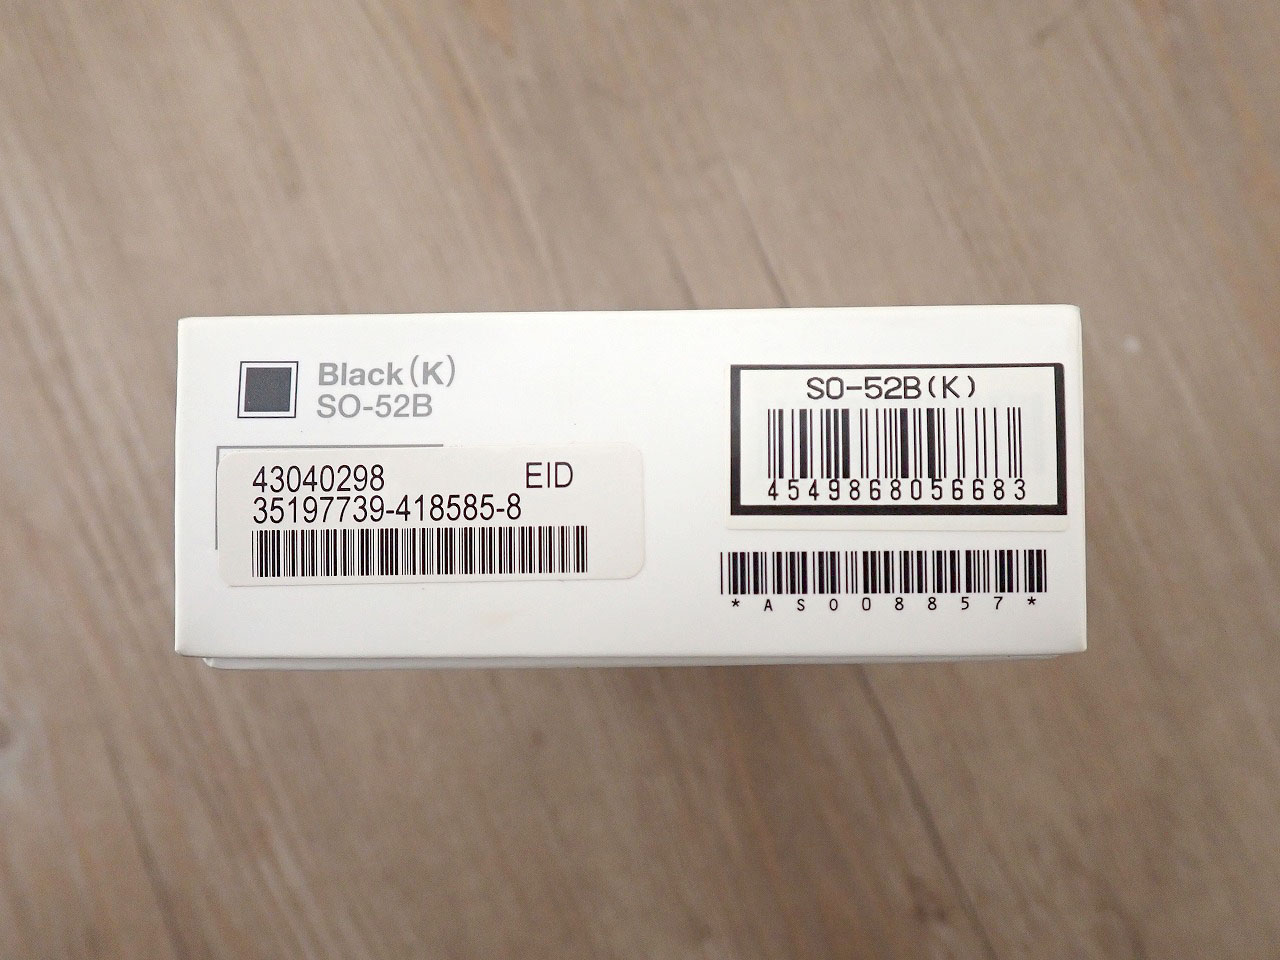 Black(K)
SO-52B
43040298 EID
35197739-418585-8
SO-52B(K)
4549868056683
*AS008857*